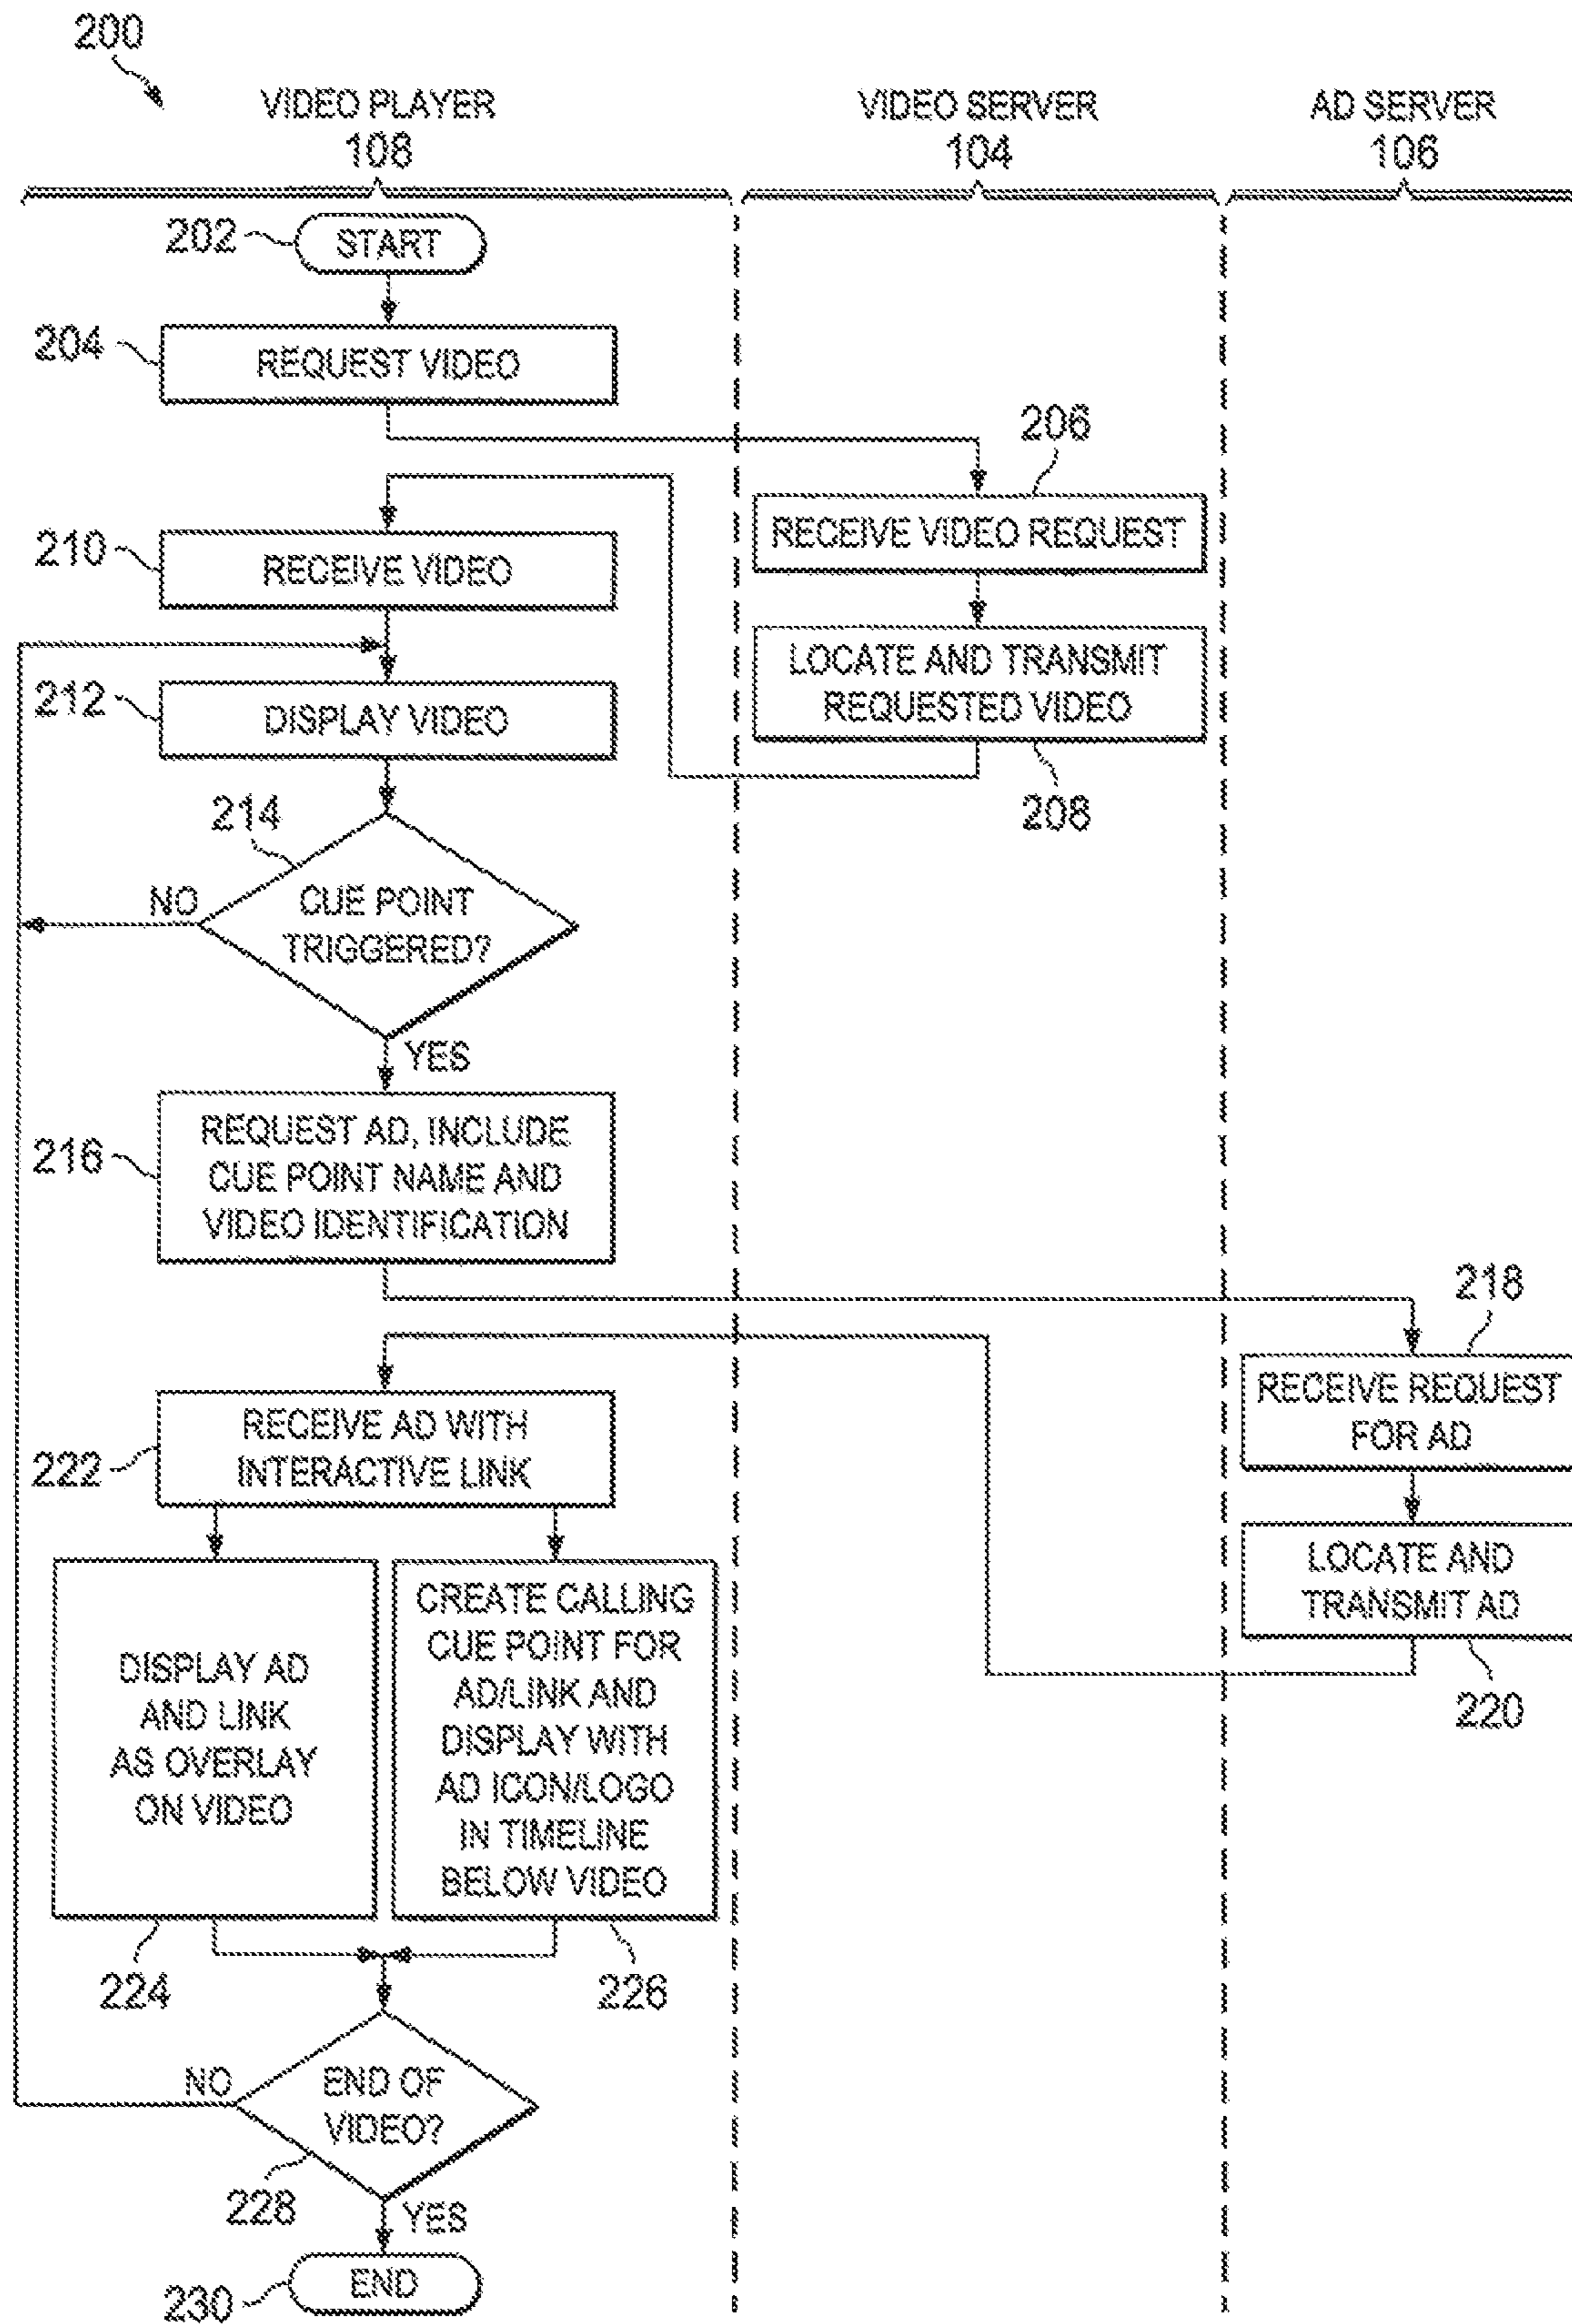 200
VIDEO PLAYER
108
VIDEO SERVER
104
AD SERVER
106
202
START
204
REQUEST VIDEO
206
RECEIVE VIDEO REQUEST
210
RECEIVE VIDEO
LOCATE AND TRANSMIT
REQUESTED VIDEO
208
212
DISPLAY VIDEO
214
CUE POINT
TRIGGERED?
NO
YES
216
REQUEST AD, INCLUDE
CUE POINT NAME AND
VIDEO IDENTIFICATION
218
RECEIVE REQUEST
FOR AD
222
RECEIVE AD WITH
INTERACTIVE LINK
LOCATE AND
TRANSMIT AD
220
DISPLAY AD
AND LINK
AS OVERLAY
ON VIDEO
224
CREATE CALLING
CUE POINT FOR
AD/LINK AND
DISPLAY WITH
AD ICON/LOGO
IN TIMELINE
BELOW VIDEO
226
NO
END OF
VIDEO?
228
YES
230
END